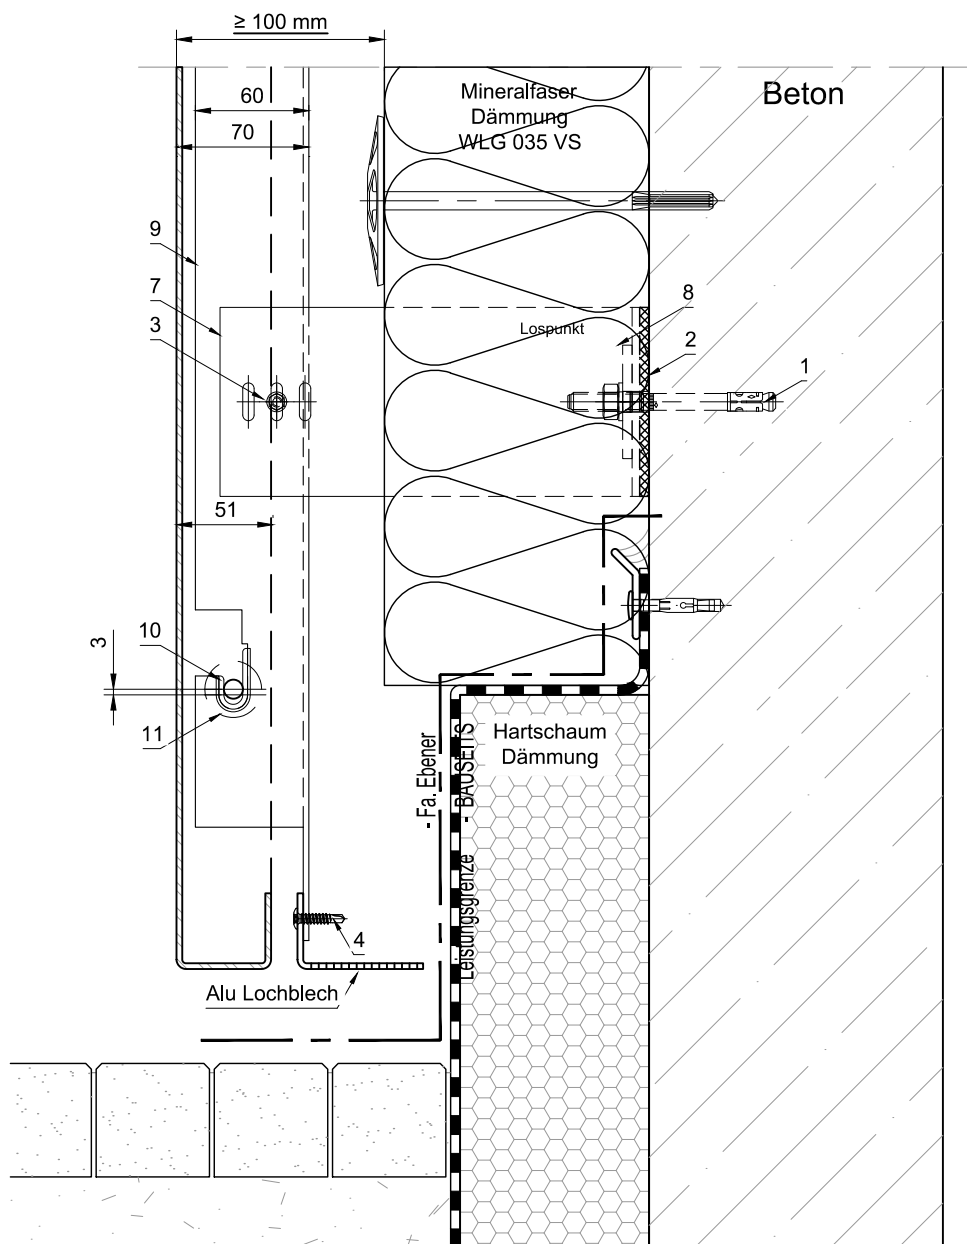 ≥ 100 mm
60
70
Mineralfaser
Dämmung
WLG 035 VS
Beton
9
7
3
8
Lospunkt
2
1
51
3
10
11
Hartschaum
Dämmung
- Fa. Ebener
- BAUSEITS
Leistungsgrenze
4
Alu Lochblech